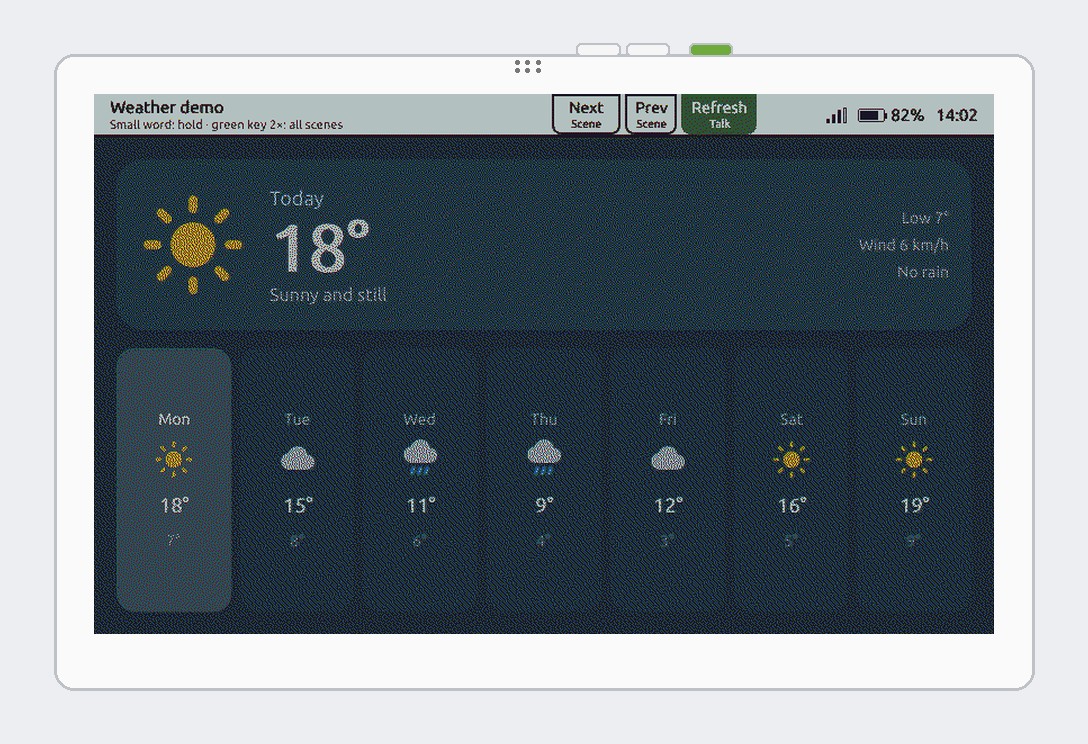 Weather demo
Small word: hold · green key 2×: all scenes
Next
Scene
Prev
Scene
Refresh
Talk
82% 14:02
Today
18°
Sunny and still
Low 7°
Wind 6 km/h
No rain
Mon Tue Wed Thu Fri Sat Sun
18° 15° 11° 9° 12° 16° 19°
7° 8° 6° 4° 3° 5° 9°